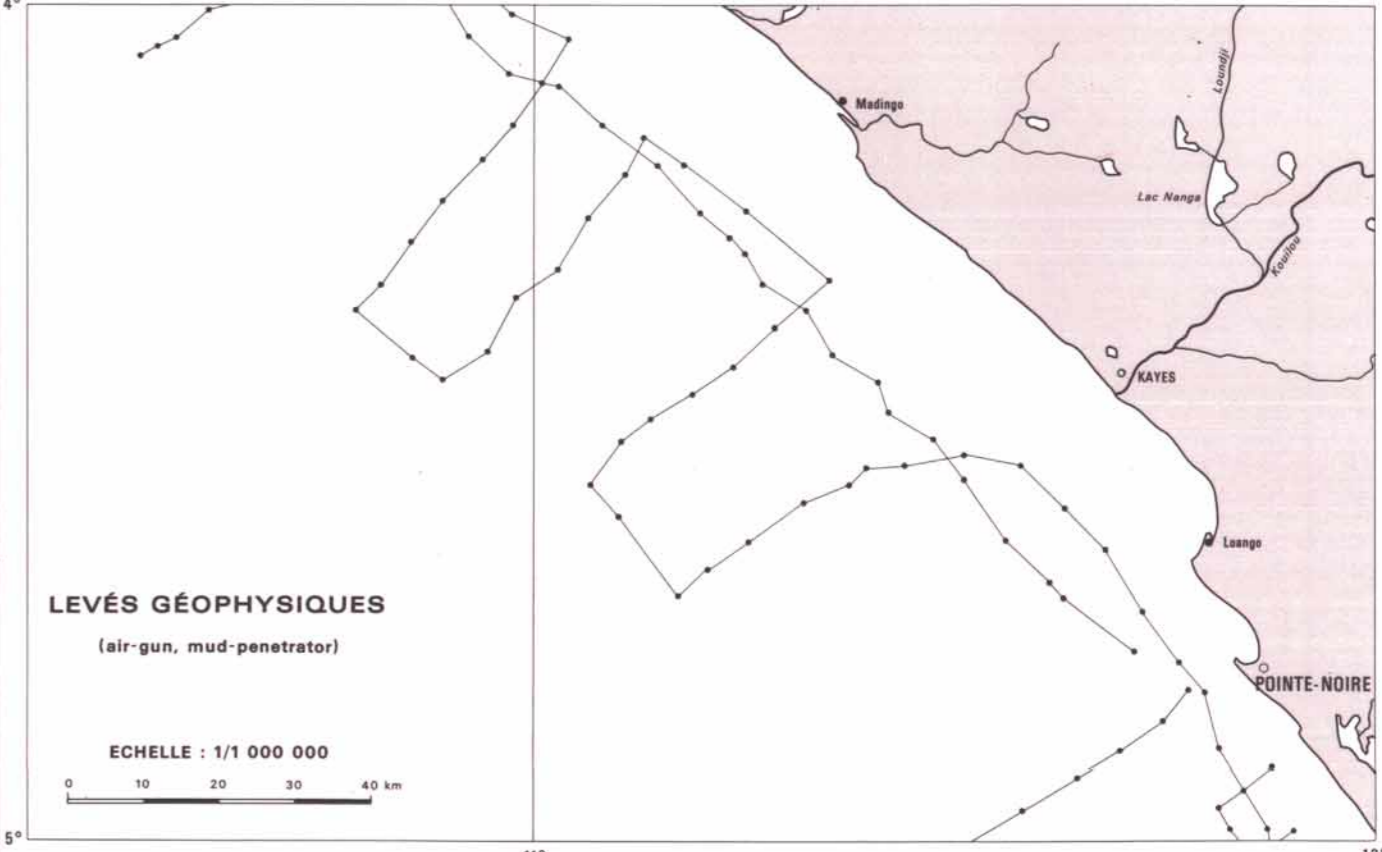 4°
Loundji
Madingo
Lac Nanga
Kouilou
KAYES
Loango
LEVÉS GÉOPHYSIQUES
(air-gun, mud-penetrator)
POINTE-NOIRE
ECHELLE : 1/1 000 000
0 10 20 30 40 km
5°